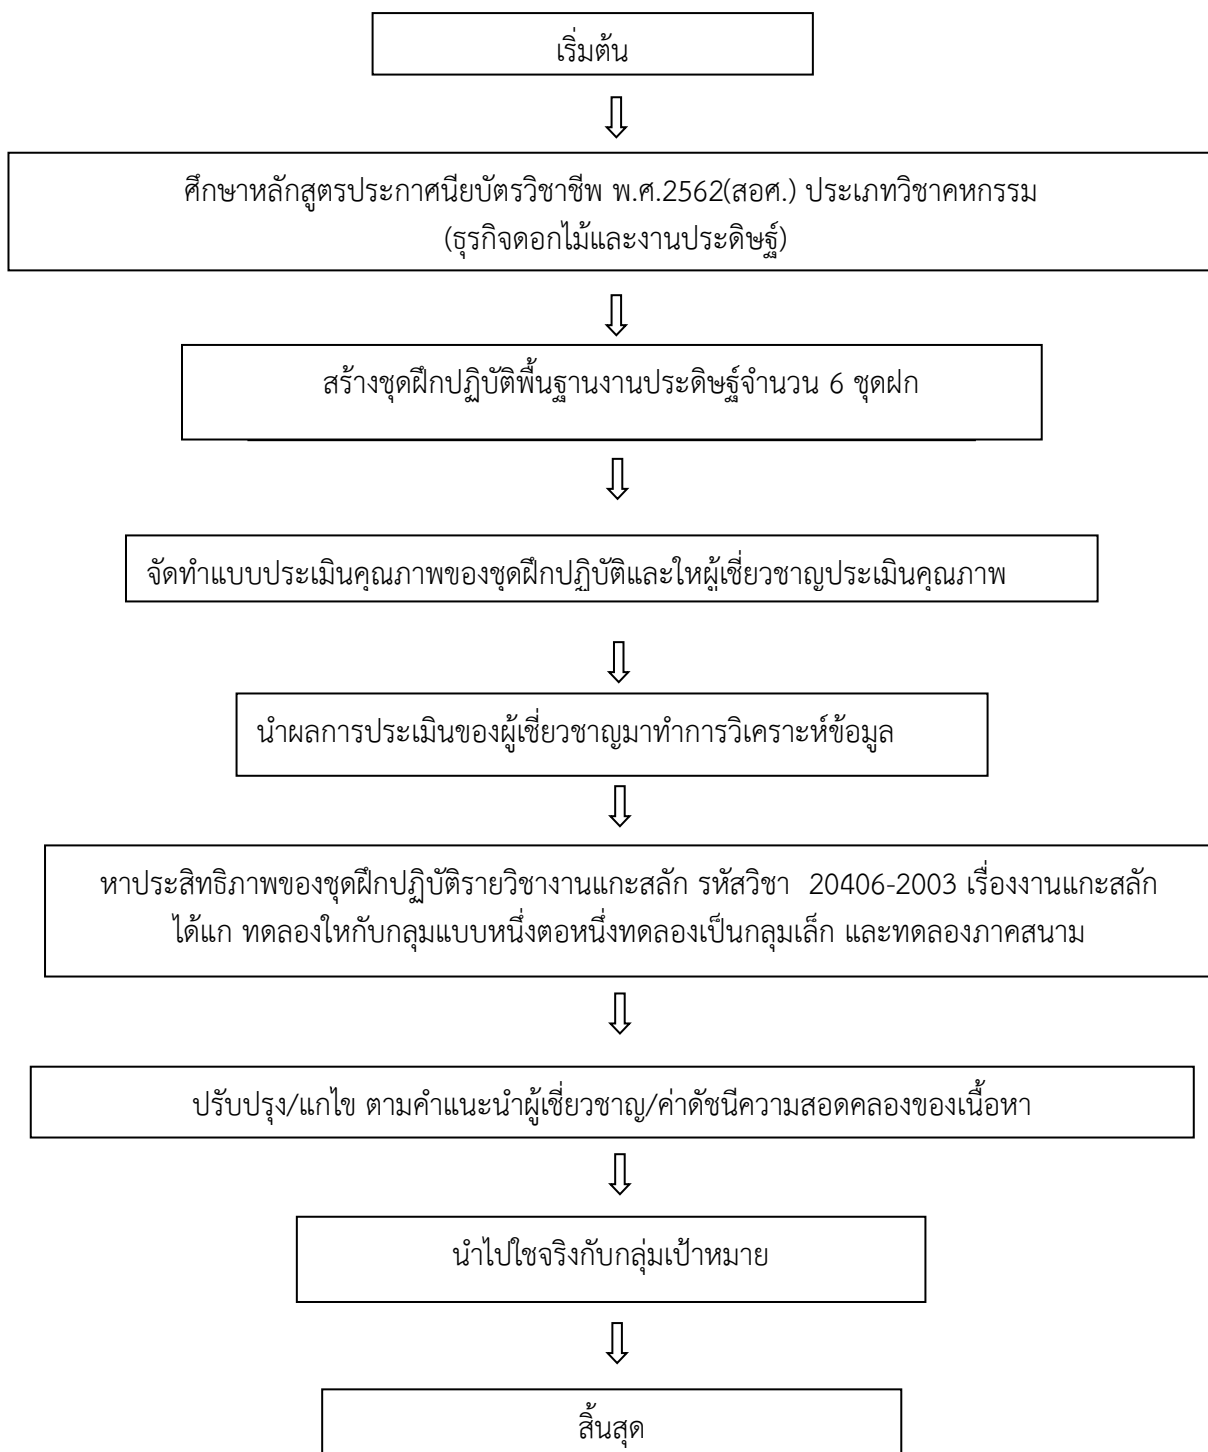 เริ่มต้น
ศึกษาหลักสูตรประกาศนียบัตรวิชาชีพ พ.ศ.2562(สอศ.) ประเภทวิชาคหกรรม
(ธุรกิจดอกไม้และงานประดิษฐ์)
สร้างชุดฝึกปฏิบัติพื้นฐานงานประดิษฐ์จำนวน 6 ชุดฝก
จัดทำแบบประเมินคุณภาพของชุดฝึกปฏิบัติและใหผู้เชี่ยวชาญประเมินคุณภาพ
นำผลการประเมินของผู้เชี่ยวชาญมาทำการวิเคราะห์ข้อมูล
หาประสิทธิภาพของชุดฝึกปฏิบัติรายวิชางานแกะสลัก รหัสวิชา 20406-2003 เรื่องงานแกะสลัก
ได้แก ทดลองใหกับกลุ่มแบบหนึ่งตอหนึ่งทดลองเป็นกลุมเล็ก และทดลองภาคสนาม
ปรับปรุง/แกไข ตามคำแนะนำผู้เชี่ยวชาญ/ค่าดัชนีความสอดคลองของเนื้อหา
นำไปใชจริงกับกลุ่มเป้าหมาย
สิ้นสุด